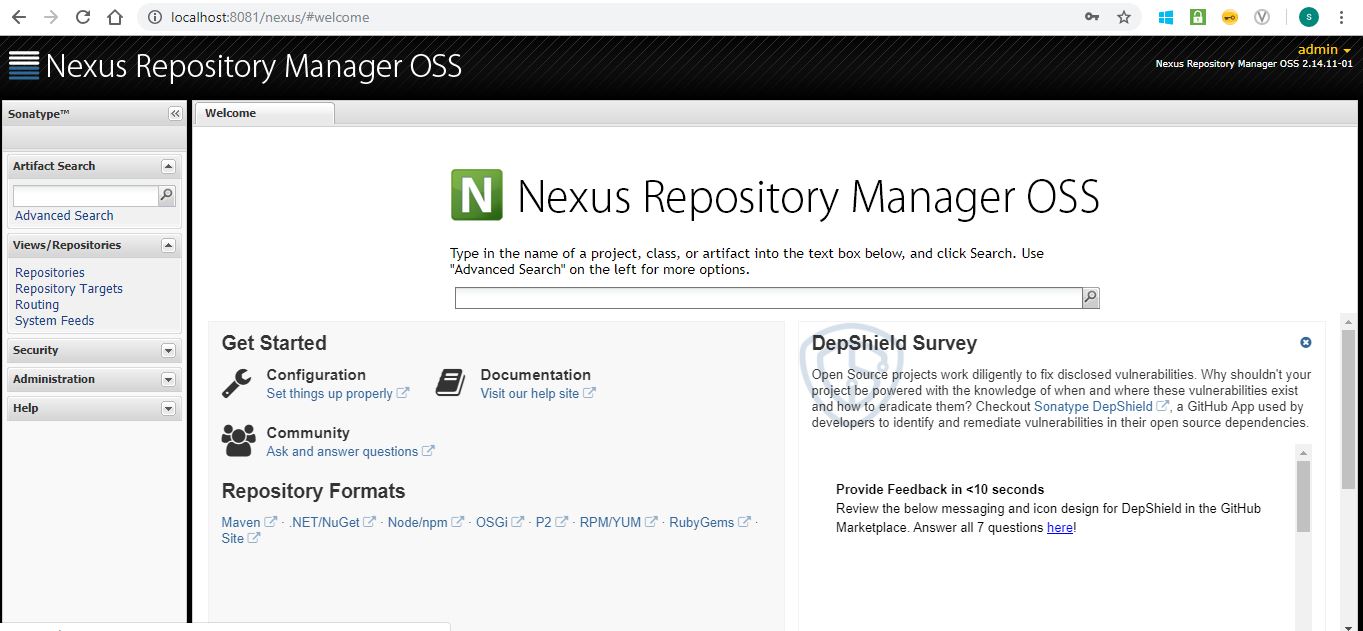 localhost:8081/nexus/#welcome
S
Nexus Repository Manager OSS
admin
Nexus Repository Manager OSS 2.14.11-01
Sonatype™
Welcome
Artifact Search
Advanced Search
Views/Repositories
Repositories
Repository Targets
Routing
System Feeds
Security
Administration
Help
N Nexus Repository Manager OSS
Type in the name of a project, class, or artifact into the text box below, and click Search. Use
"Advanced Search" on the left for more options.
Get Started
Configuration
Set things up properly
Documentation
Visit our help site
Community
Ask and answer questions
Repository Formats
Maven · .NET/NuGet · Node/npm · OSGi · P2 · RPM/YUM · RubyGems ·
Site
DepShield Survey
Open Source projects work diligently to fix disclosed vulnerabilities. Why shouldn't your
project be powered with the knowledge of when and where these vulnerabilities exist
and how to eradicate them? Checkout Sonatype DepShield, a GitHub App used by
developers to identify and remediate vulnerabilities in their open source dependencies.
Provide Feedback in <10 seconds
Review the below messaging and icon design for DepShield in the GitHub
Marketplace. Answer all 7 questions here!